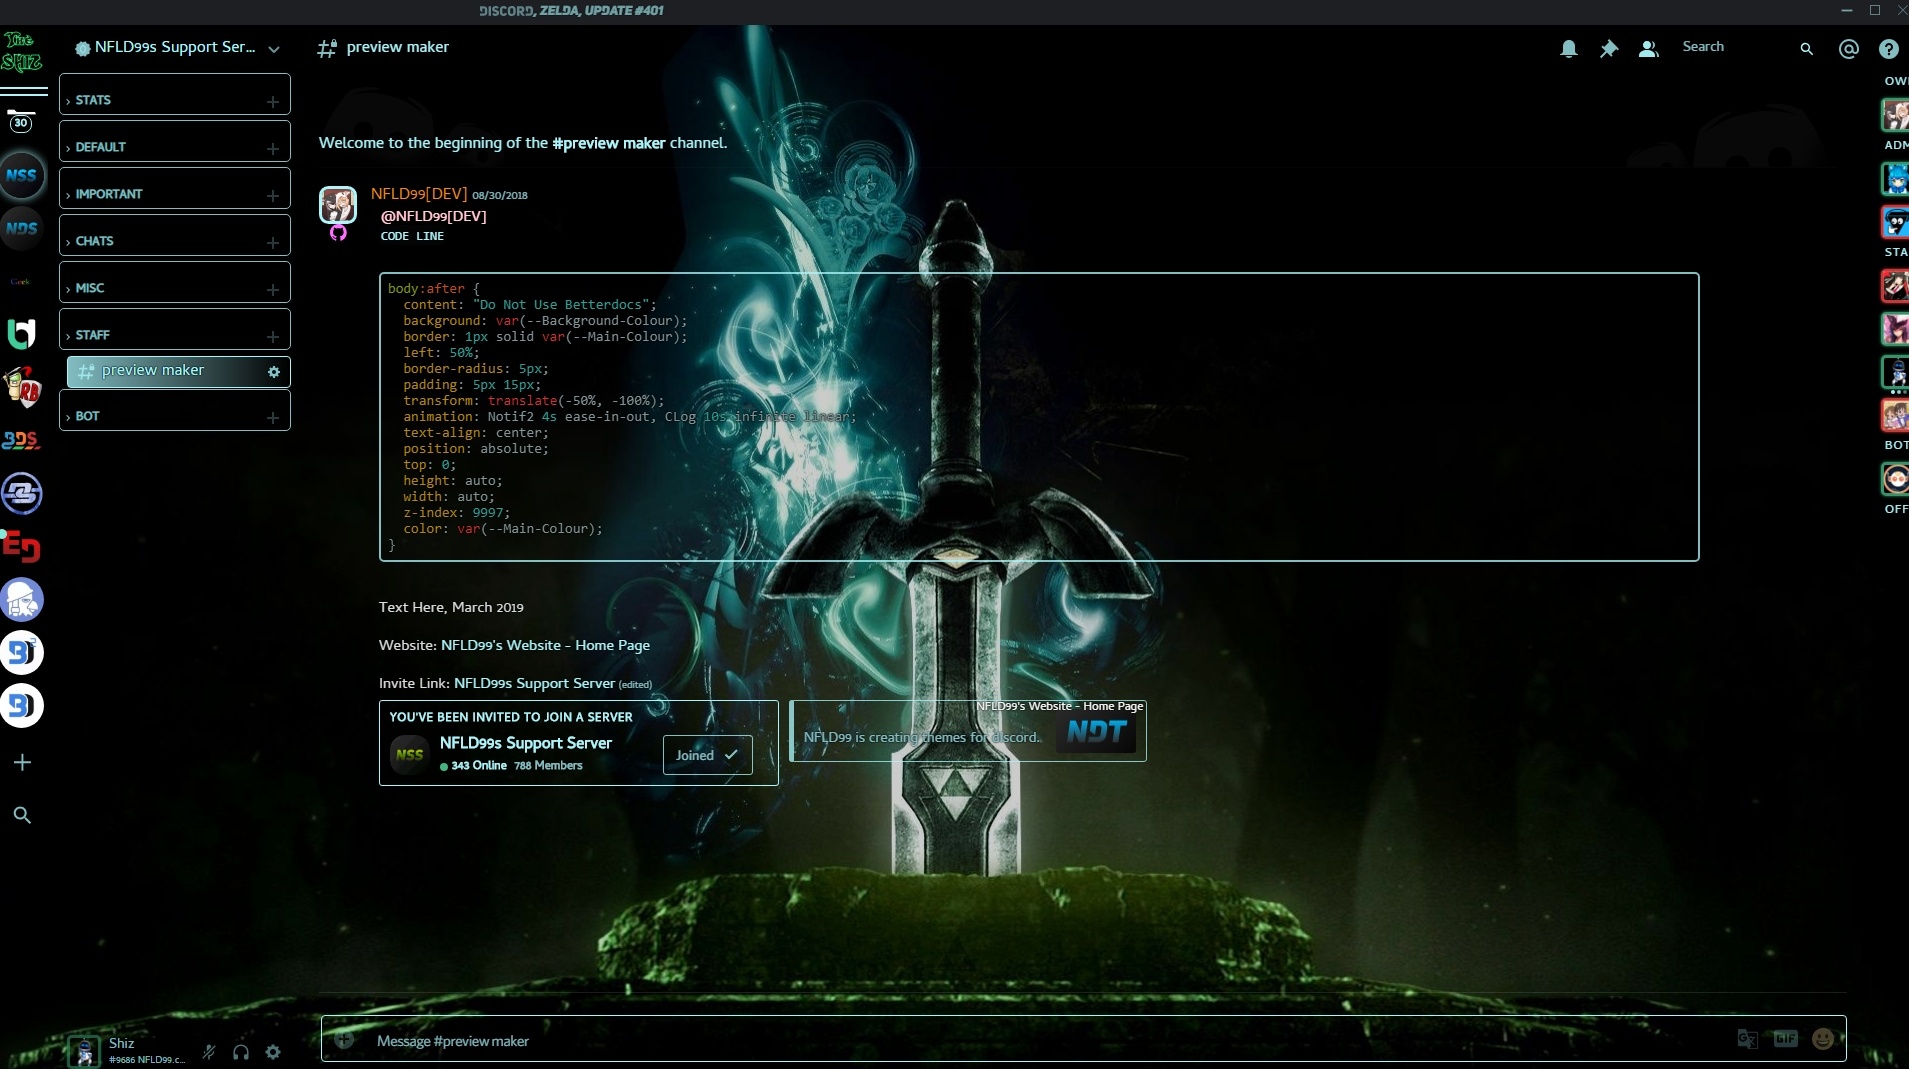 DISCORD, ZELDA, UPDATE #401
The
SHIZ
NFLD99s Support Ser...
preview maker
Search
30
NSS
NDS
Geek
BDS
ED
STATS
DEFAULT
IMPORTANT
CHATS
MISC
STAFF
preview maker
BOT
Welcome to the beginning of the #preview maker channel.
NFLD99[DEV] 08/30/2018
@NFLD99[DEV]
CODE LINE
body:after {
content: "Do Not Use Betterdocs";
background: var(--Background-Colour);
border: 1px solid var(--Main-Colour);
left: 50%;
border-radius: 5px;
padding: 5px 15px;
transform: translate(-50%, -100%);
animation: Notif2 4s ease-in-out, CLog 10s infinite linear;
text-align: center;
position: absolute;
top: 0;
height: auto;
width: auto;
z-index: 9997;
color: var(--Main-Colour);
}
Text Here, March 2019
Website: NFLD99's Website - Home Page
Invite Link: NFLD99s Support Server (edited)
YOU'VE BEEN INVITED TO JOIN A SERVER
NSS
NFLD99s Support Server
343 Online 788 Members
Joined
NFLD99's Website - Home Page
NFLD99 is creating themes for discord.
NDT
OW
ADM
STA
BOT
OFF
Shiz
#9686 NFLD99.c...
Message #preview maker
GIF